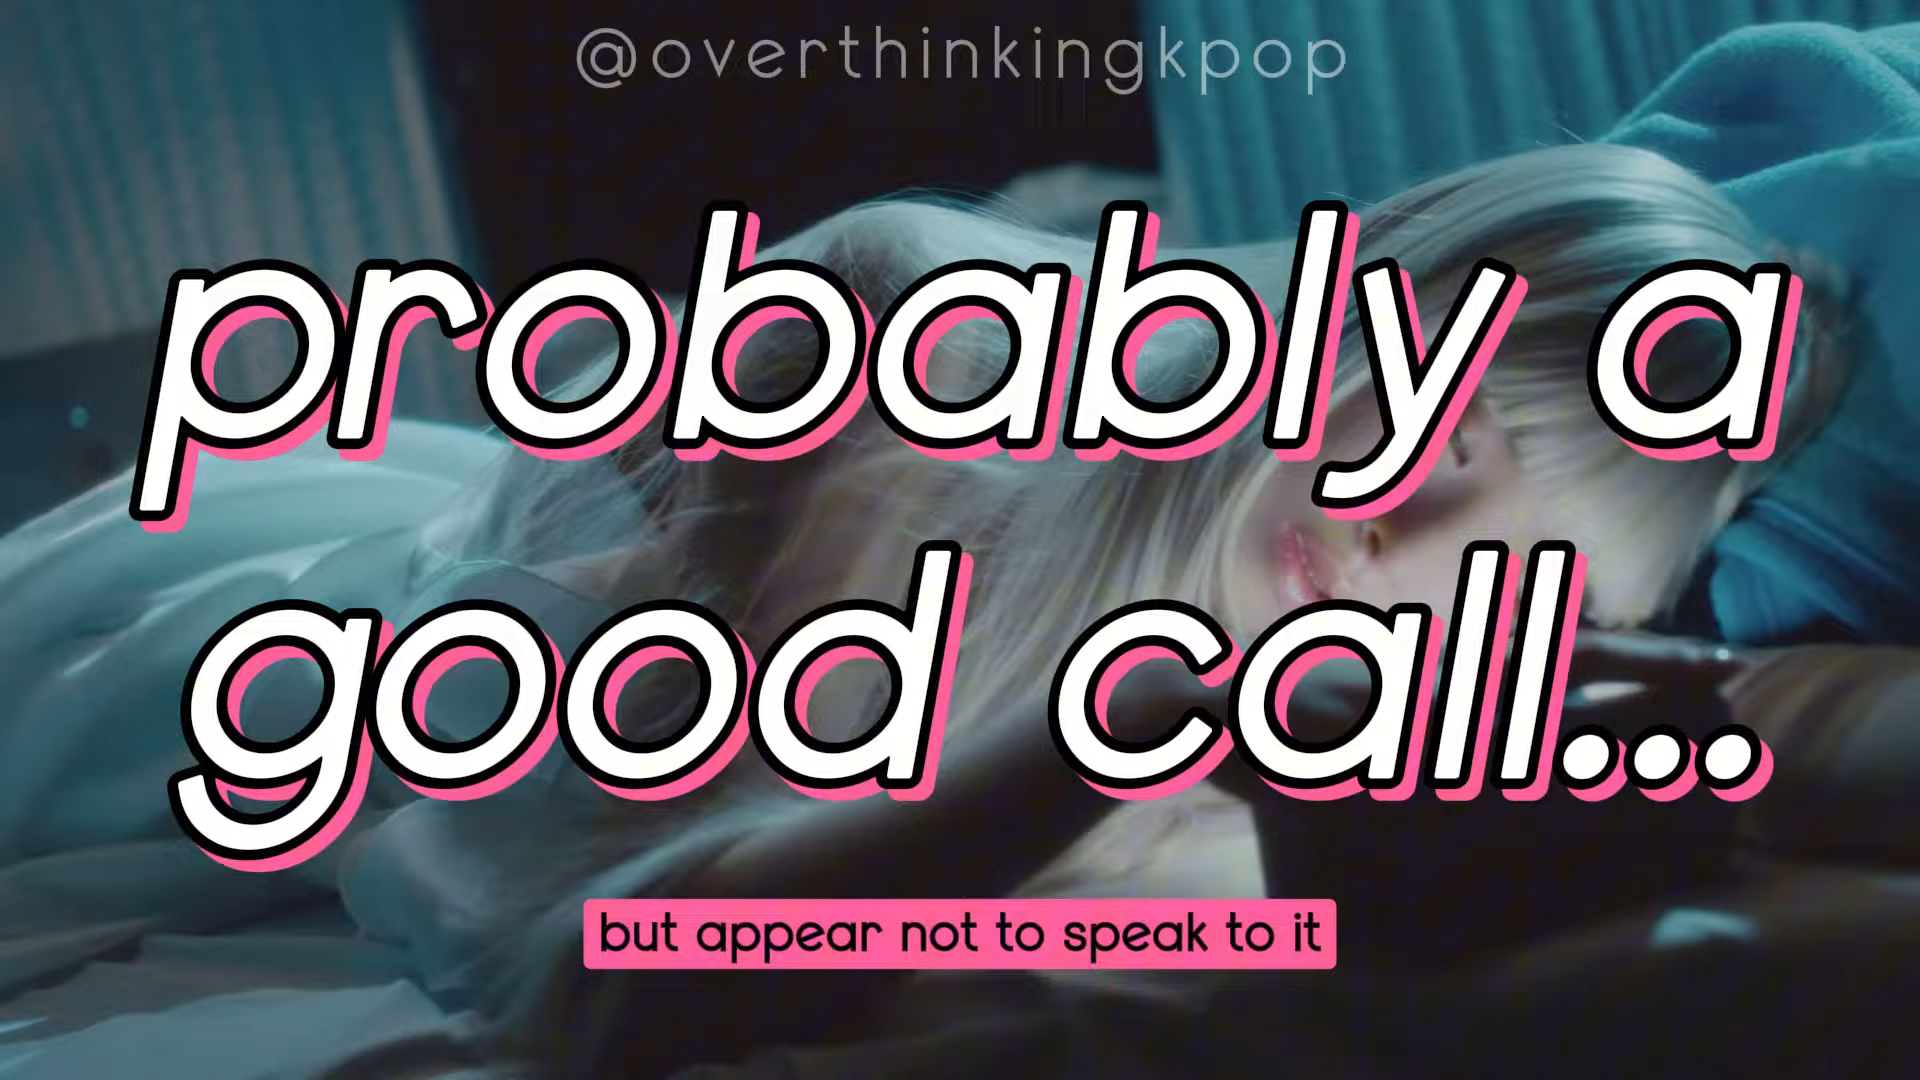 @overthinkingkpop
probably a
good call...
but appear not to speak to it